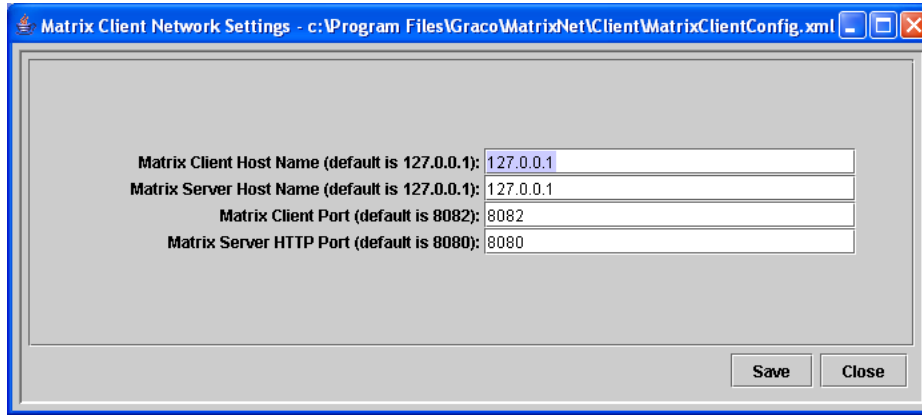 Matrix Client Network Settings - c:\Program Files\Graco\MatrixNet\Client\MatrixClientConfig.xml
Matrix Client Host Name (default is 127.0.0.1): 127.0.0.1
Matrix Server Host Name (default is 127.0.0.1): 127.0.0.1
Matrix Client Port (default is 8082): 8082
Matrix Server HTTP Port (default is 8080): 8080
Save Close